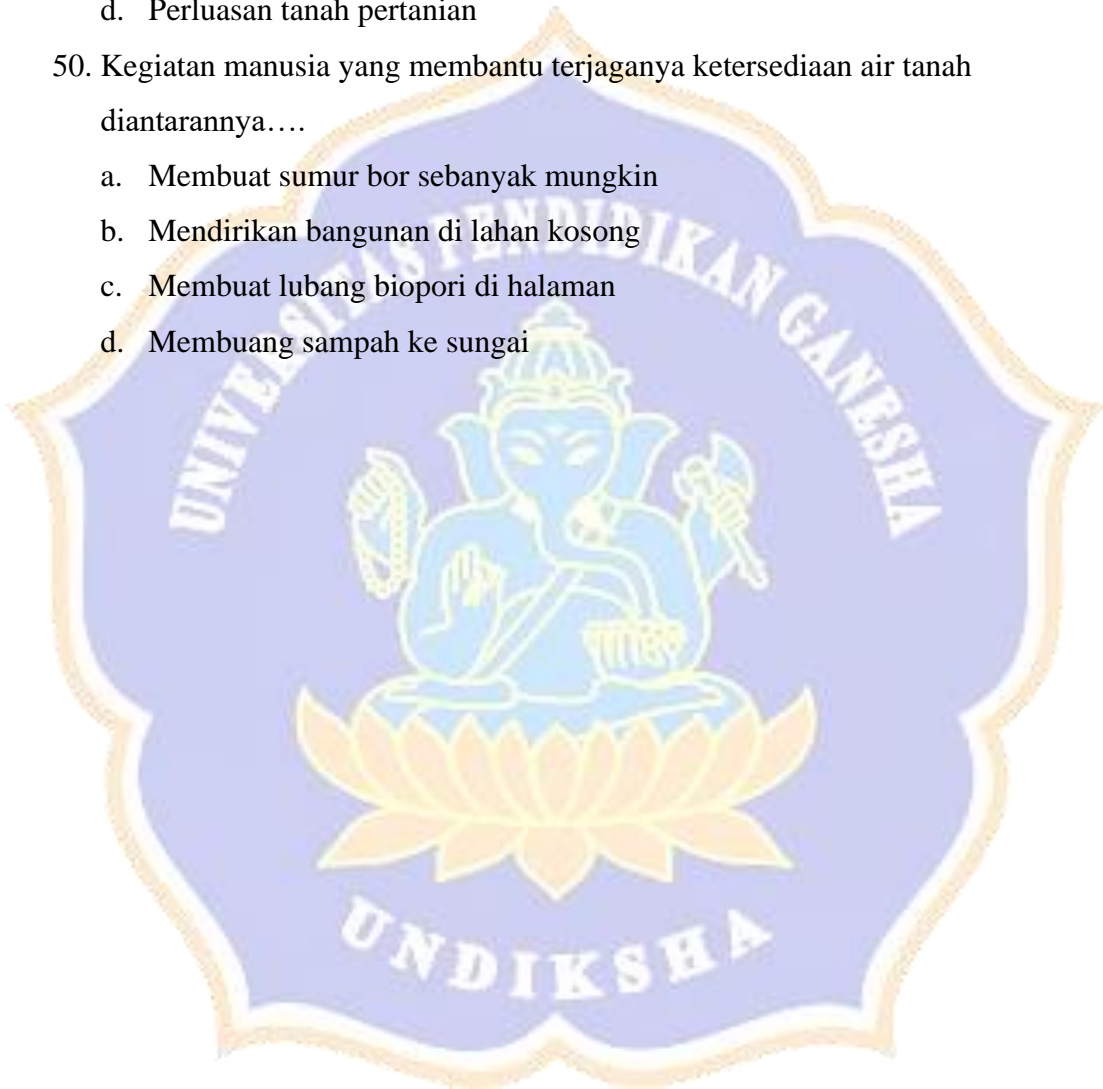 d. Perluasan tanah pertanian
50. Kegiatan manusia yang membantu terjaganya ketersediaan air tanah
diantarannya….
a. Membuat sumur bor sebanyak mungkin
b. Mendirikan bangunan di lahan kosong
c. Membuat lubang biopori di halaman
d. Membuang sampah ke sungai
UNIVERSITAS PENDIDIKAN GANESHA
UNDIKSHA